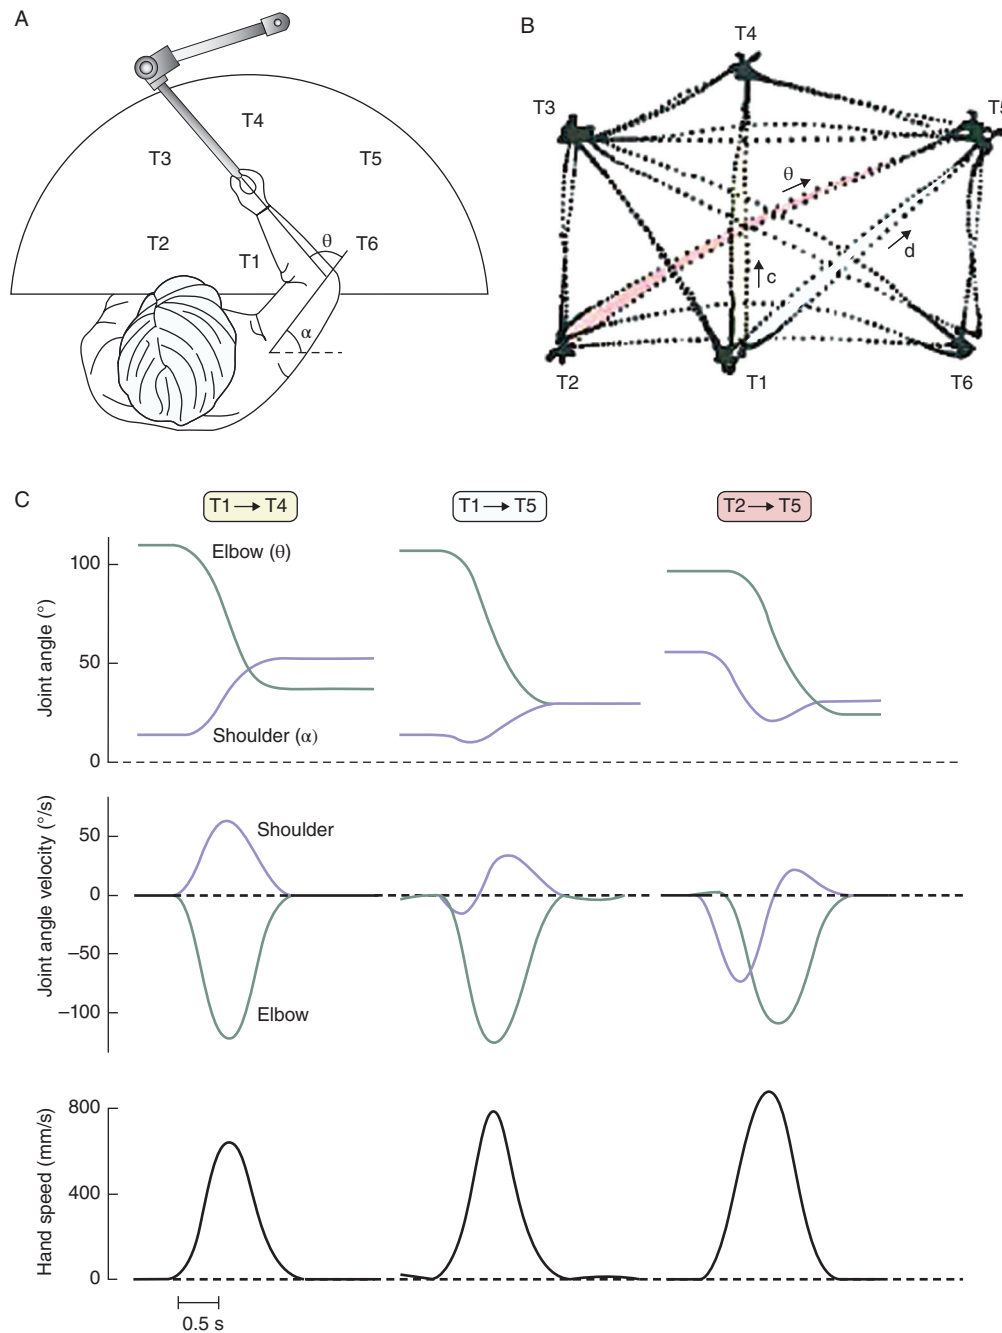 A
T4
T3
T5
T2
T1
T6
θ
α
B
T4
T3
T5
θ
d
c
T2
T1
T6
C
T1 → T4
T1 → T5
T2 → T5
Joint angle (°)
100
50
0
Elbow (θ)
Shoulder (α)
Joint angle velocity (°/s)
50
0
−50
−100
Shoulder
Elbow
Hand speed (mm/s)
800
400
0
0.5 s